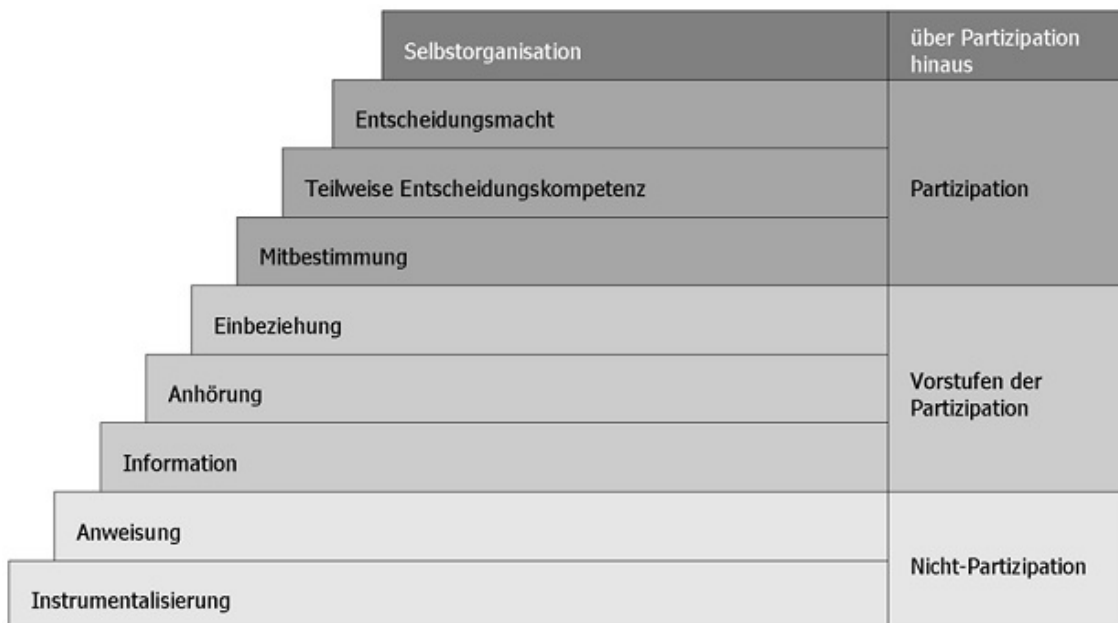 Selbstorganisation
über Partizipation
hinaus
Entscheidungsmacht
Teilweise Entscheidungskompetenz
Partizipation
Mitbestimmung
Einbeziehung
Anhörung
Vorstufen der
Partizipation
Information
Anweisung
Nicht-Partizipation
Instrumentalisierung